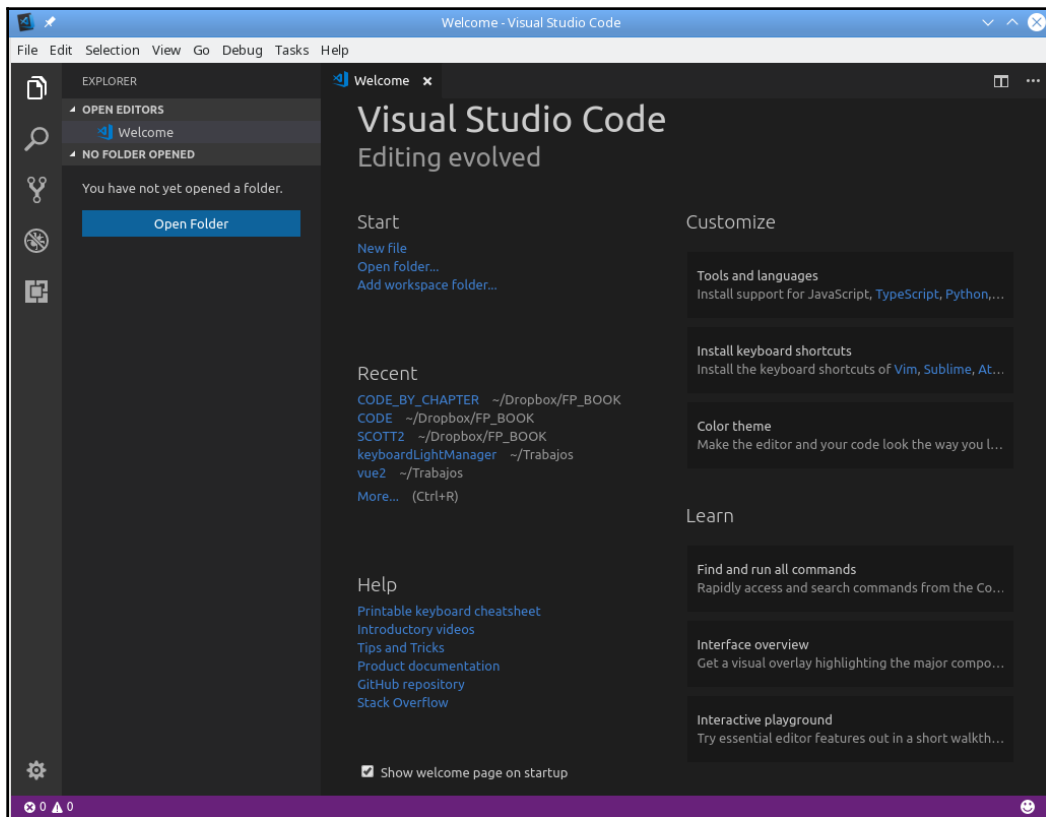 Welcome - Visual Studio Code
File Edit Selection View Go Debug Tasks Help
EXPLORER
OPEN EDITORS
Welcome
NO FOLDER OPENED
You have not yet opened a folder.
Open Folder
Welcome
Visual Studio Code
Editing evolved
Start
New file
Open folder...
Add workspace folder...
Recent
CODE_BY_CHAPTER ~/Dropbox/FP_BOOK
CODE ~/Dropbox/FP_BOOK
SCOTT2 ~/Dropbox/FP_BOOK
keyboardLightManager ~/Trabajos
vue2 ~/Trabajos
More... (Ctrl+R)
Help
Printable keyboard cheatsheet
Introductory videos
Tips and Tricks
Product documentation
GitHub repository
Stack Overflow
Show welcome page on startup
Customize
Tools and languages
Install support for JavaScript, TypeScript, Python,...
Install keyboard shortcuts
Install the keyboard shortcuts of Vim, Sublime, At...
Color theme
Make the editor and your code look the way you l...
Learn
Find and run all commands
Rapidly access and search commands from the Co...
Interface overview
Get a visual overlay highlighting the major compo...
Interactive playground
Try essential editor features out in a short walkth...
0 0